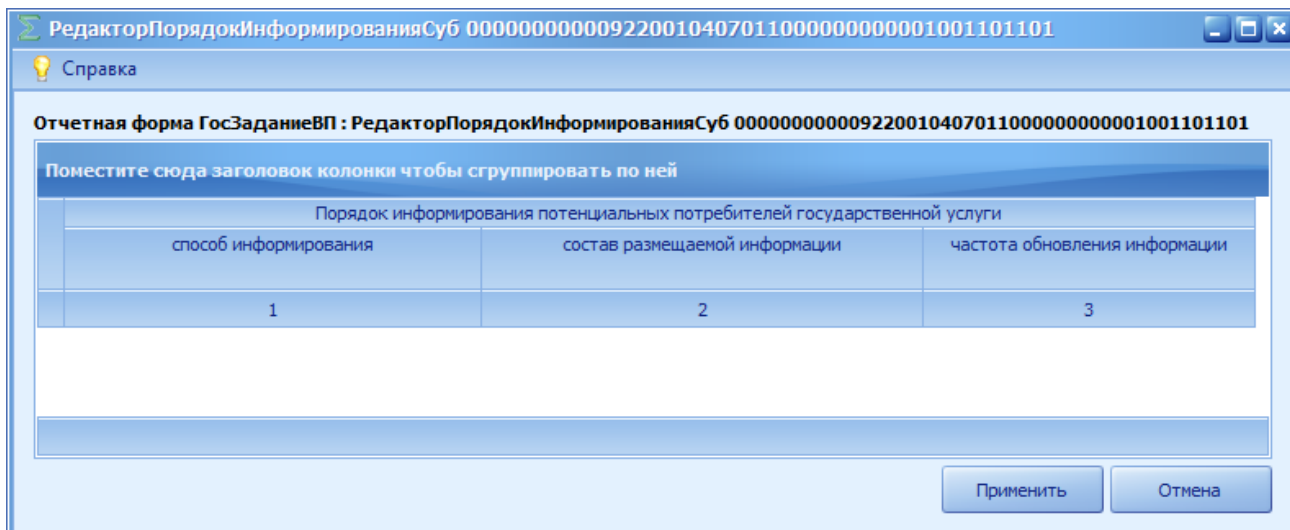 РедакторПорядокИнформированияСуб 000000000009220010407011000000000001001101101
Справка
Отчетная форма ГосЗаданиеВП : РедакторПорядокИнформированияСуб 000000000009220010407011000000000001001101101
Поместите сюда заголовок колонки чтобы сгруппировать по ней
Порядок информирования потенциальных потребителей государственной услуги
способ информирования состав размещаемой информации частота обновления информации
1 2 3
Применить Отмена